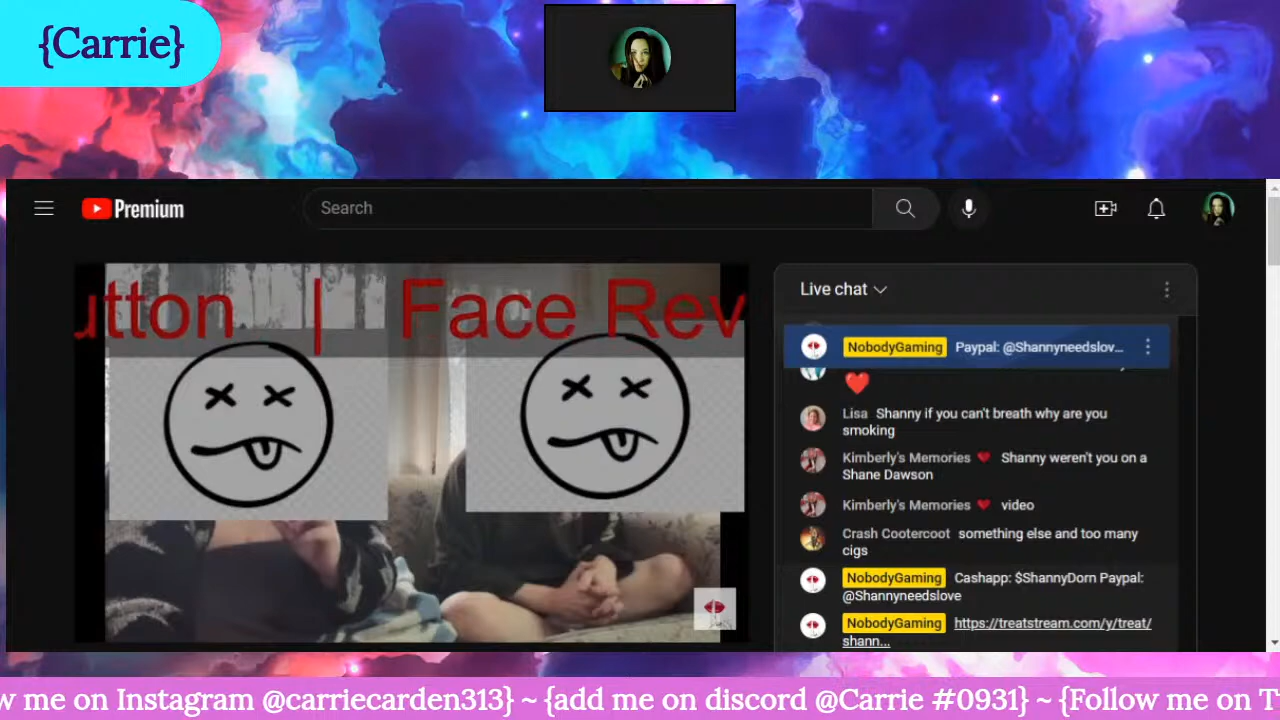 {Carrie}
Premium
Search
utton | Face Rev
Live chat
NobodyGaming Paypal: @Shannyneedslov...
Lisa Shanny if you can't breath why are you
smoking
Kimberly's Memories Shanny weren't you on a
Shane Dawson
Kimberly's Memories video
Crash Cootercoot something else and too many
cigs
NobodyGaming Cashapp: $ShannyDorn Paypal:
@Shannyneedslove
NobodyGaming https://treatstream.com/y/treat/
shann...
w me on Instagram @carriecarden313} ~ {add me on discord @Carrie #0931} ~ {Follow me on T